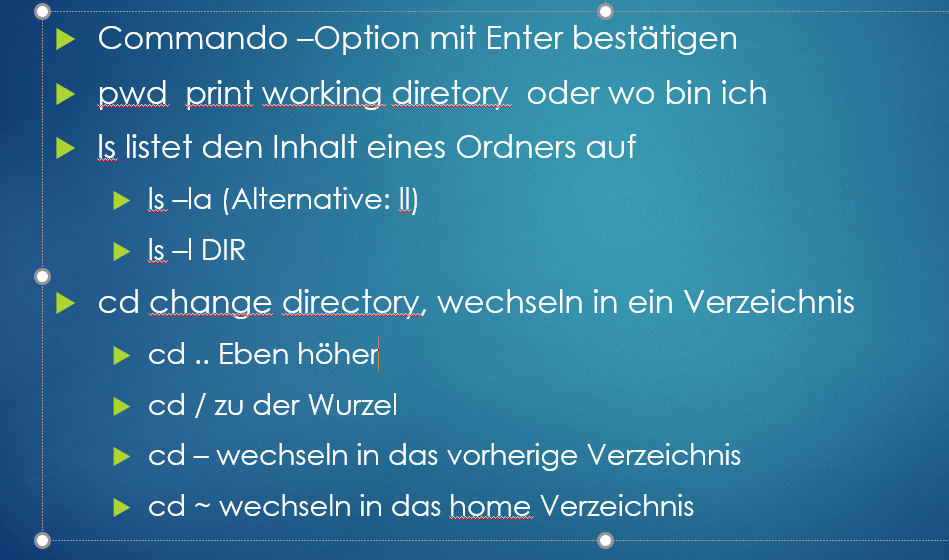 Commando –Option mit Enter bestätigen
pwd print working diretory oder wo bin ich
ls listet den Inhalt eines Ordners auf
ls –la (Alternative: ll)
ls –l DIR
cd change directory, wechseln in ein Verzeichnis
cd .. Eben höher
cd / zu der Wurzel
cd – wechseln in das vorherige Verzeichnis
cd ~ wechseln in das home Verzeichnis